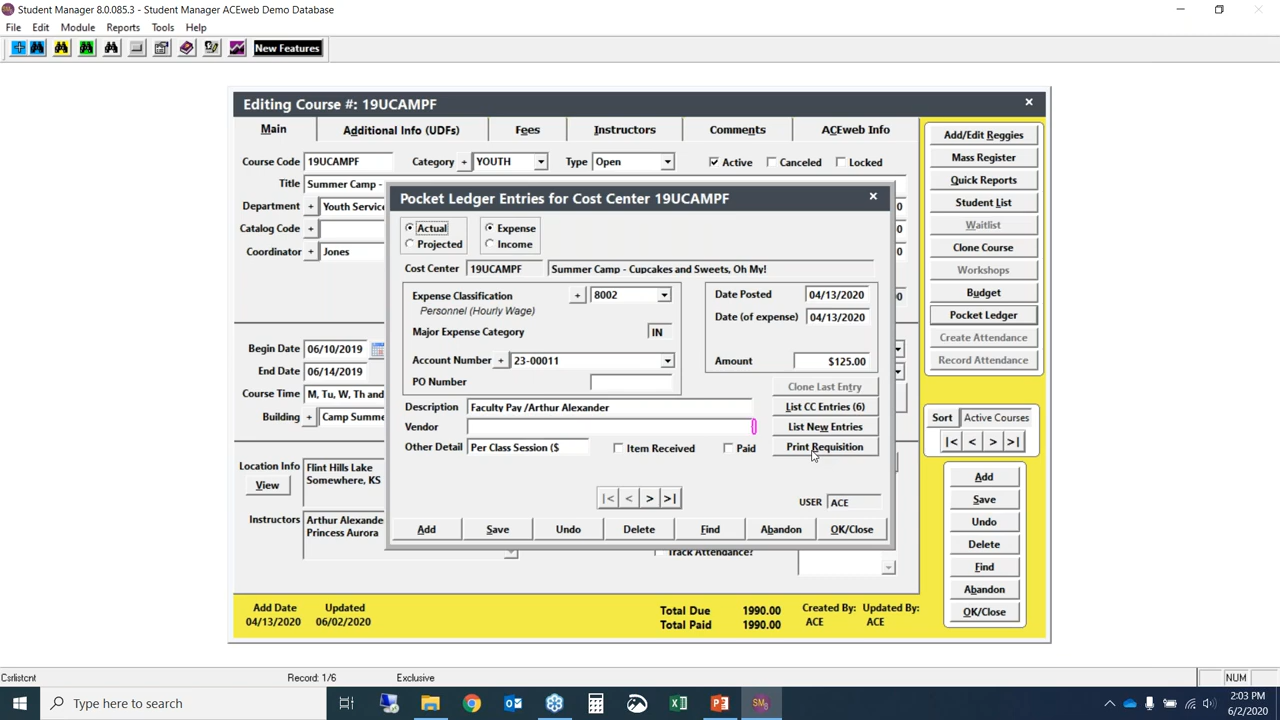 Student Manager 8.0.085.3 - Student Manager ACEweb Demo Database
File Edit Module Reports Tools Help
New Features
Editing Course #: 19UCAMPF
Main Additional Info (UDFs) Fees Instructors Comments ACEweb Info
Course Code 19UCAMPF Category + YOUTH Type Open Active Canceled Locked
Title Summer Camp -
Department + Youth Service
Catalog Code +
Coordinator + Jones
Begin Date 06/10/2019
End Date 06/14/2019
Course Time M, Tu, W, Th and
Building + Camp Summe
Location Info Flint Hills Lake
Somewhere, KS
View
Instructors Arthur Alexande
Princess Aurora
Track Attendance?
Add Date Updated
04/13/2020 06/02/2020
Total Due 1990.00
Total Paid 1990.00
Created By: Updated By:
ACE ACE
Pocket Ledger Entries for Cost Center 19UCAMPF
Actual Expense
Projected Income
Cost Center 19UCAMPF Summer Camp - Cupcakes and Sweets, Oh My!
Expense Classification + 8002
Personnel (Hourly Wage)
Major Expense Category IN
Account Number + 23-00011
PO Number
Date Posted 04/13/2020
Date (of expense) 04/13/2020
Amount $125.00
Description Faculty Pay /Arthur Alexander
Vendor
Other Detail Per Class Session ($ Item Received Paid
Clone Last Entry
List CC Entries (6)
List New Entries
Print Requisition
|< < > >|
USER ACE
Add Save Undo Delete Find Abandon OK/Close
Add/Edit Reggies
Mass Register
Quick Reports
Student List
Waitlist
Clone Course
Workshops
Budget
Pocket Ledger
Create Attendance
Record Attendance
Sort Active Courses
|< < > >|
Add
Save
Undo
Delete
Find
Abandon
OK/Close
Csrlistcnt Record: 1/6 Exclusive NUM
Type here to search
2:03 PM
6/2/2020